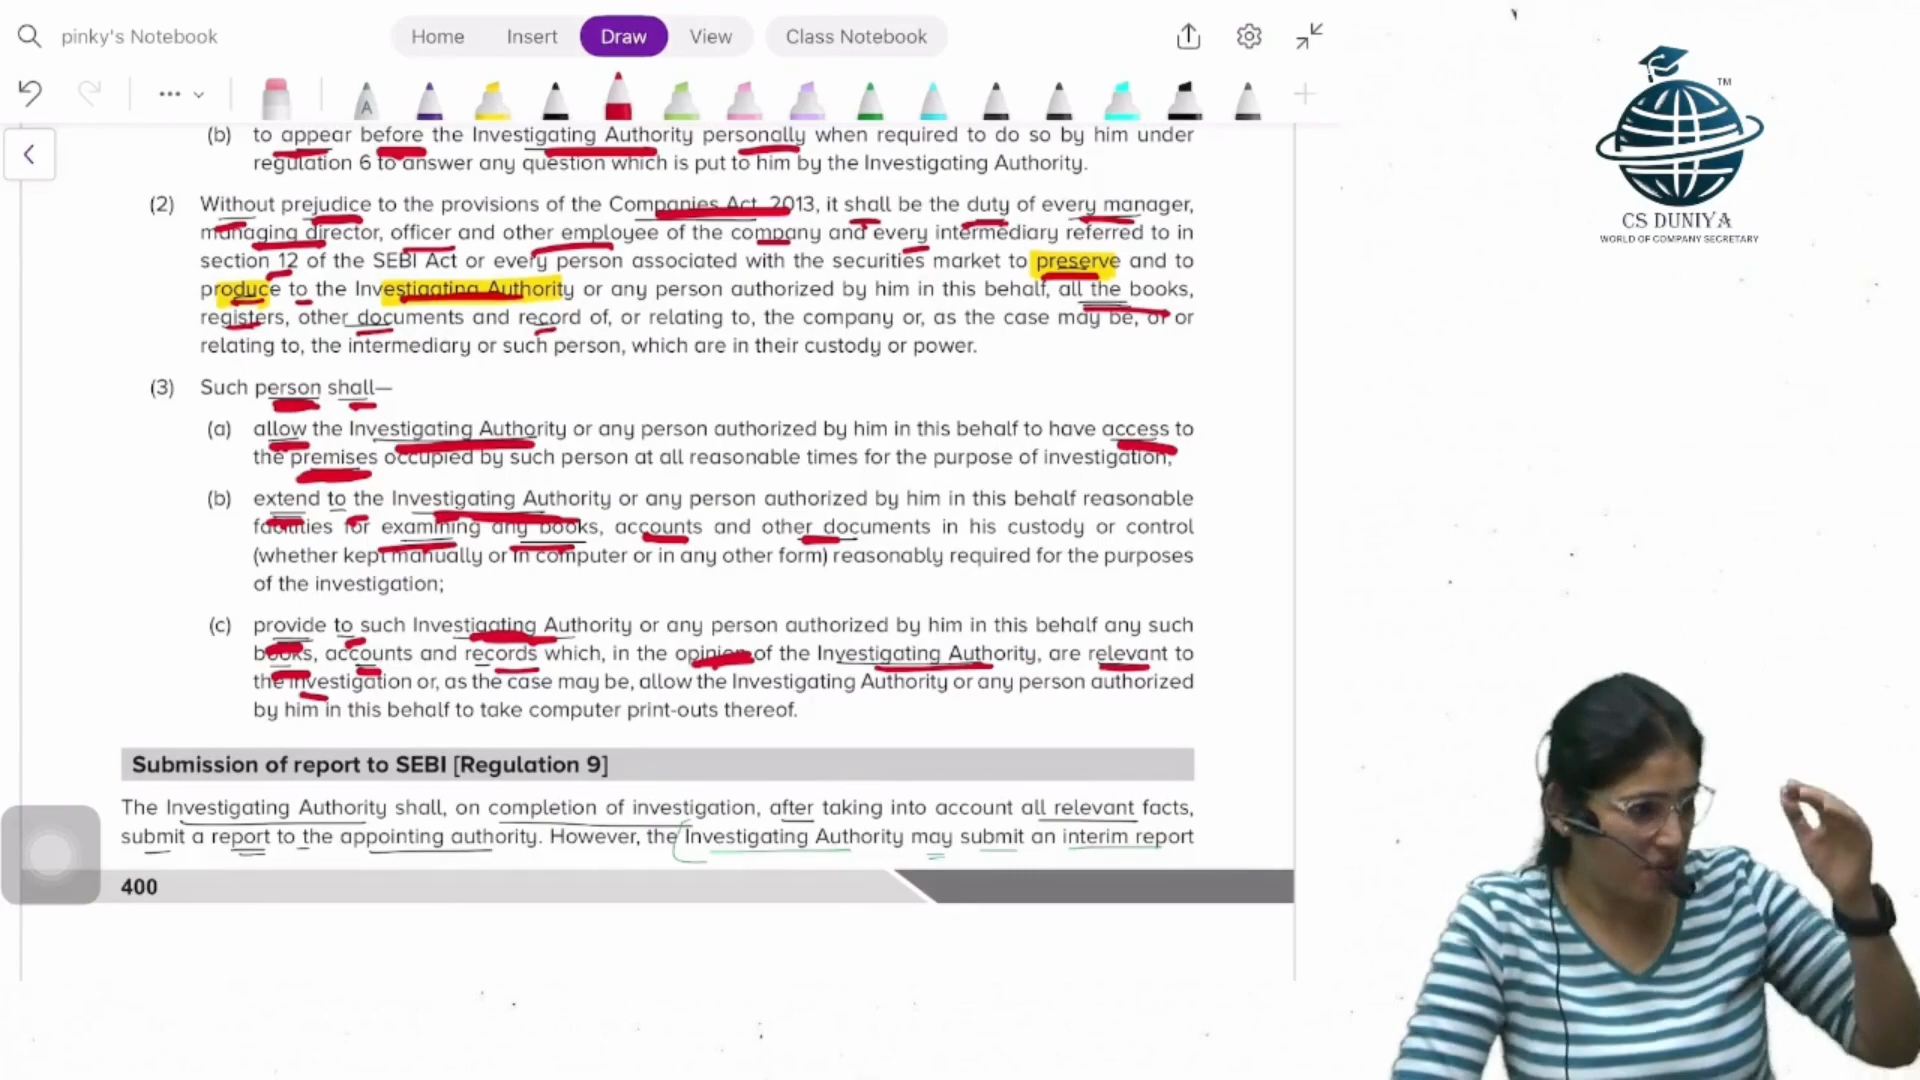 pinky's Notebook
Home Insert Draw View Class Notebook
A
(b) to appear before the Investigating Authority personally when required to do so by him under
regulation 6 to answer any question which is put to him by the Investigating Authority.
(2) Without prejudice to the provisions of the Companies Act, 2013, it shall be the duty of every manager,
managing director, officer and other employee of the company and every intermediary referred to in
section 12 of the SEBI Act or every person associated with the securities market to preserve and to
produce to the Investigating Authority or any person authorized by him in this behalf, all the books,
registers, other documents and record of, or relating to, the company or, as the case may be, of or
relating to, the intermediary or such person, which are in their custody or power.
(3) Such person shall—
(a) allow the Investigating Authority or any person authorized by him in this behalf to have access to
the premises occupied by such person at all reasonable times for the purpose of investigation;
(b) extend to the Investigating Authority or any person authorized by him in this behalf reasonable
facilities for examining any books, accounts and other documents in his custody or control
(whether kept manually or in computer or in any other form) reasonably required for the purposes
of the investigation;
(c) provide to such Investigating Authority or any person authorized by him in this behalf any such
books, accounts and records which, in the opinion of the Investigating Authority, are relevant to
the investigation or, as the case may be, allow the Investigating Authority or any person authorized
by him in this behalf to take computer print-outs thereof.
Submission of report to SEBI [Regulation 9]
The Investigating Authority shall, on completion of investigation, after taking into account all relevant facts,
submit a report to the appointing authority. However, the Investigating Authority may submit an interim report
400
TM
CS DUNIYA
WORLD OF COMPANY SECRETARY